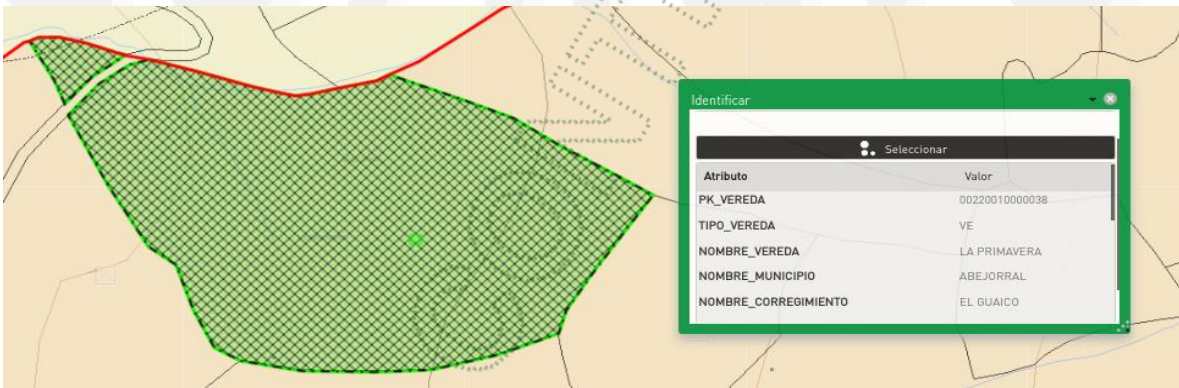 Identificar
Seleccionar
Atributo Valor
PK_VEREDA 00220010000038
TIPO_VEREDA VE
NOMBRE_VEREDA LA PRIMAVERA
NOMBRE_MUNICIPIO ABEJORRAL
NOMBRE_CORREGIMIENTO EL GUAICO